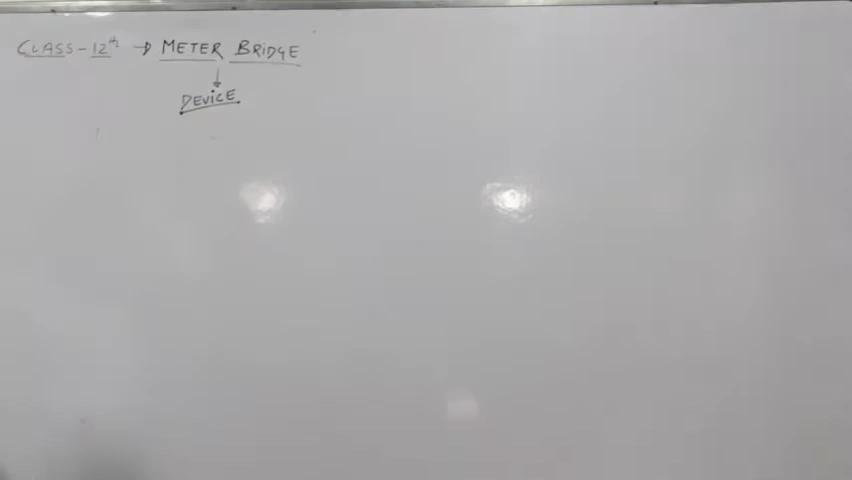 CLASS-12th → METER BRIDGE
↓
DEVICE